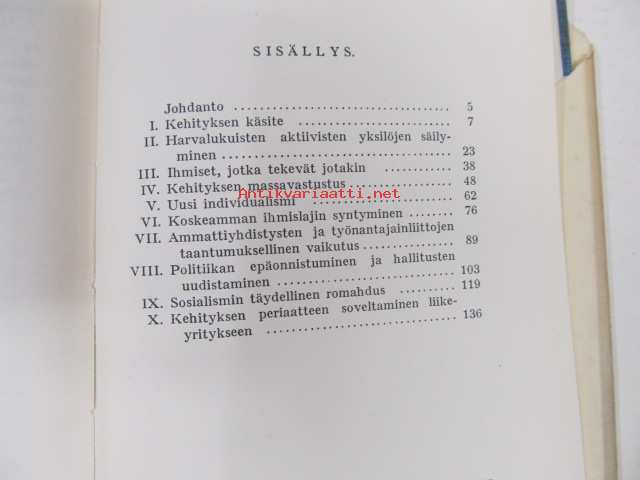 SISÄLLYS.
Johdanto 5
I. Kehityksen käsite 7
II. Harvalukuisten aktiivisten yksilöjen säily-
minen 23
III. Ihmiset, jotka tekevät jotakin 38
IV. Kehityksen massavastustus 48
Antikvariaatti.net
V. Uusi individualismi 62
VI. Koskeamman ihmislajin syntyminen 76
VII. Ammattiyhdistysten ja työnantajainliittojen
taantumuksellinen vaikutus 89
VIII. Politiikan epäonnistuminen ja hallitusten
uudistaminen 103
IX. Sosialismin täydellinen romahdus 119
X. Kehityksen periaatteen soveltaminen liike-
yritykseen 136